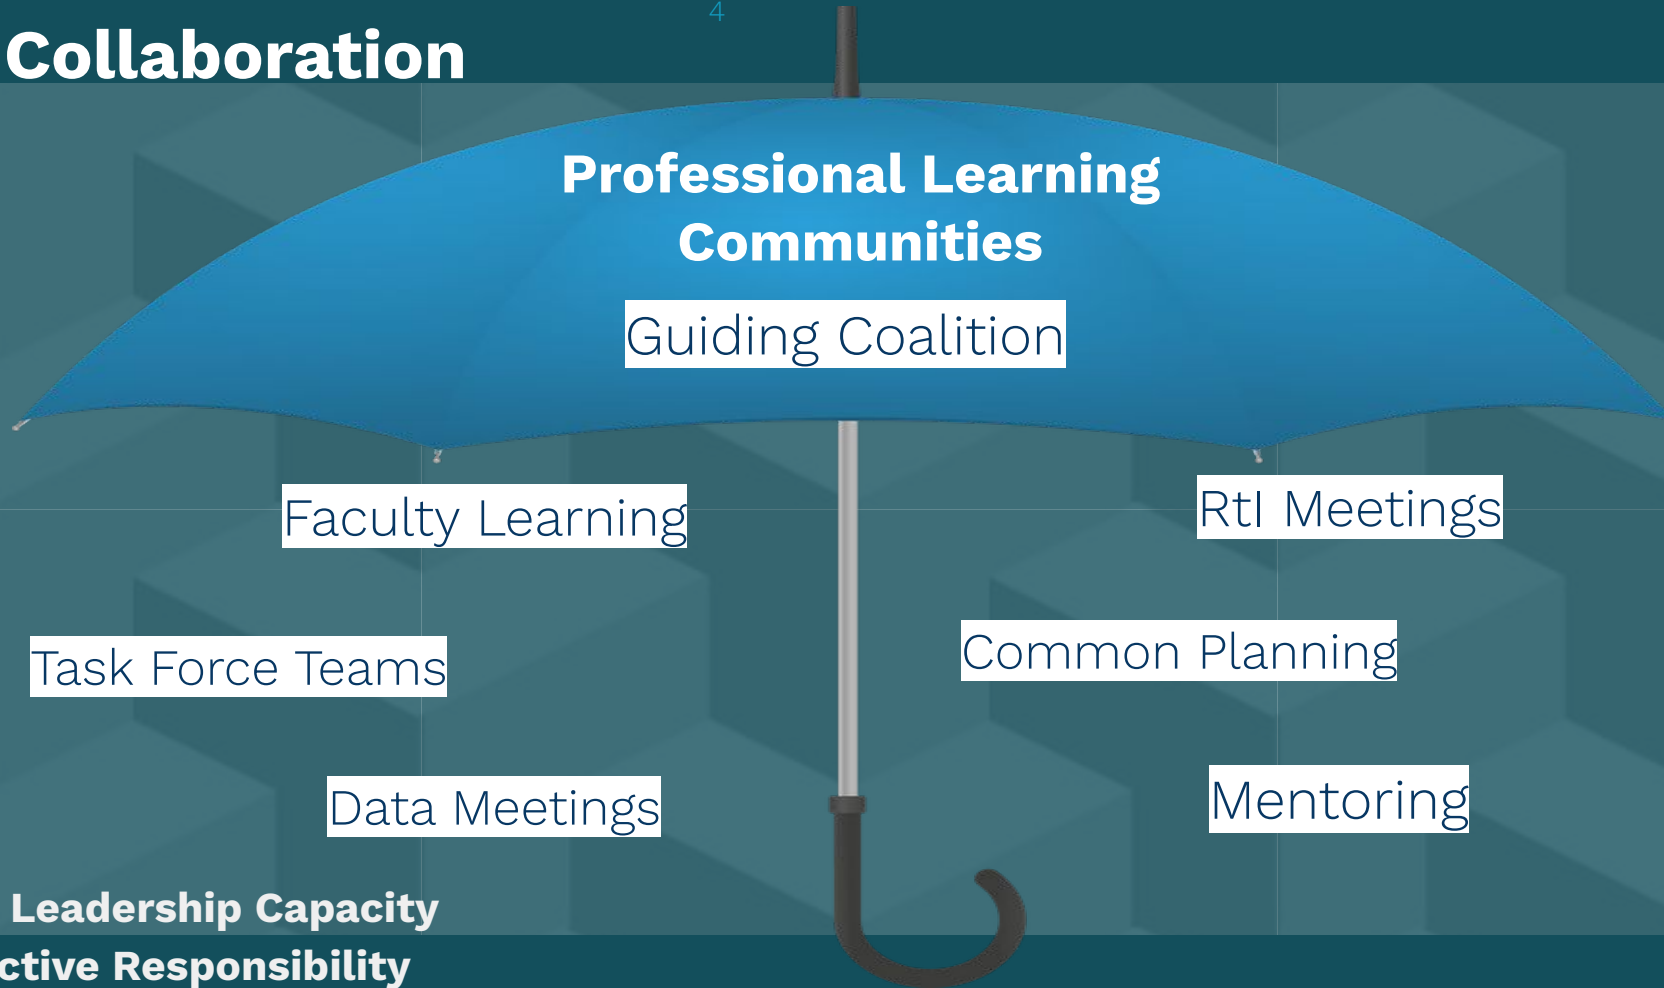 4
Collaboration
Professional Learning
Communities
Guiding Coalition
Faculty Learning
RtI Meetings
Task Force Teams
Common Planning
Data Meetings
Mentoring
Leadership Capacity
Responsibility